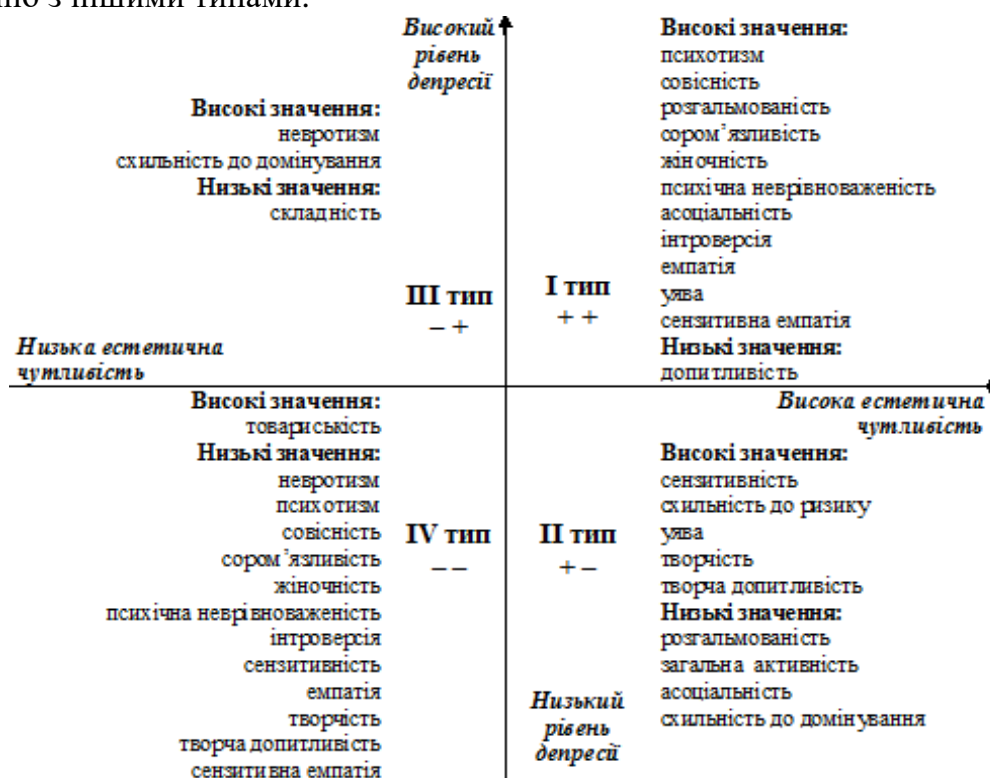 з іншими типами.
Високий
рівень
депресії
Високі значення:
невротизм
схильність до домінування
Низькі значення:
складність
III тип
– +
Низька естетична
чутливість
Високі значення:
психотизм
совісність
розгальмованість
сором’язливість
жіночність
психічна неврівноваженість
асоціальність
інтроверсія
емпатія
уява
сензитивна емпатія
Низькі значення:
допитливість
I тип
+ +
Висока естетична
чутливість
Високі значення:
товариськість
Низькі значення:
невротизм
психотизм
совісність
сором’язливість
жіночність
психічна неврівноваженість
інтроверсія
сензитивність
емпатія
творчість
творча допитливість
сензитивна емпатія
IV тип
– –
II тип
+ –
Високі значення:
сензитивність
схильність до ризику
уява
творчість
творча допитливість
Низькі значення:
розгальмованість
загальна активність
асоціальність
схильність до домінування
Низький
рівень
депресії